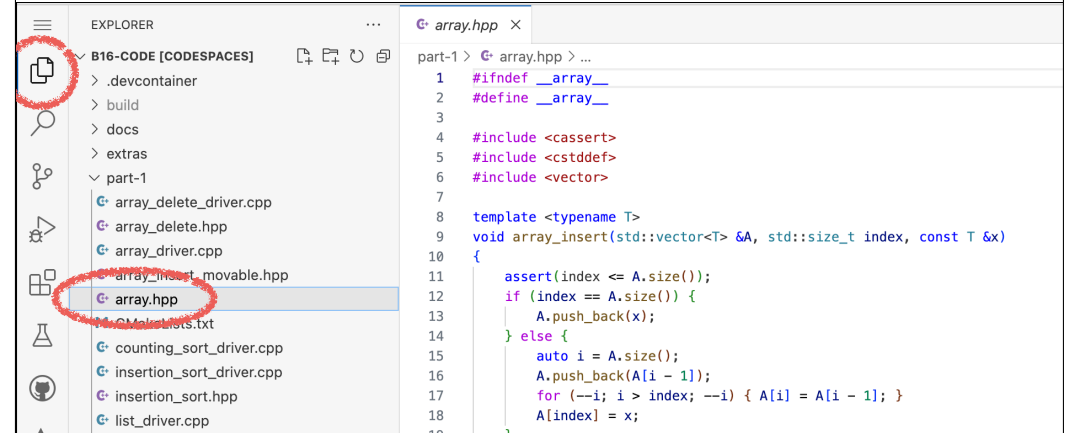 EXPLORER
B16-CODE [CODESPACES]
.devcontainer
build
docs
extras
part-1
array_delete_driver.cpp
array_delete.hpp
array_driver.cpp
array_insert_movable.hpp
array.hpp
CMakeLists.txt
counting_sort_driver.cpp
insertion_sort_driver.cpp
insertion_sort.hpp
list_driver.cpp
array.hpp
part-1 > array.hpp > ...
1 #ifndef __array__
2 #define __array__
3
4 #include <cassert>
5 #include <cstddef>
6 #include <vector>
7
8 template <typename T>
9 void array_insert(std::vector<T> &A, std::size_t index, const T &x)
10 {
11 assert(index <= A.size());
12 if (index == A.size()) {
13 A.push_back(x);
14 } else {
15 auto i = A.size();
16 A.push_back(A[i - 1]);
17 for (--i; i > index; --i) { A[i] = A[i - 1]; }
18 A[index] = x;